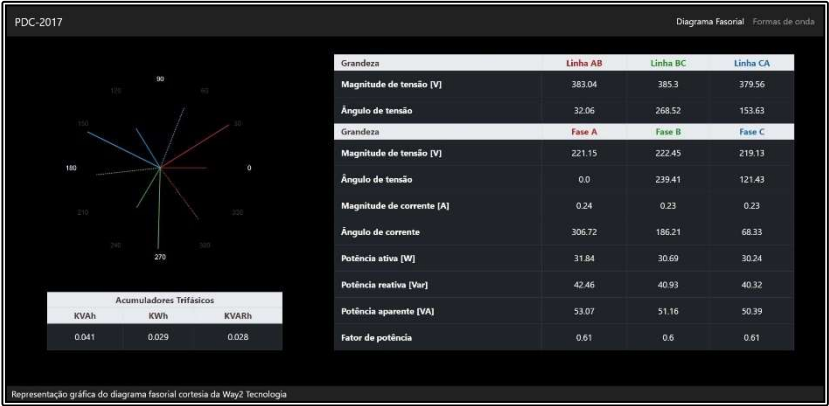 PDC-2017
Diagrama Fasorial Formas de onda
90
120 60
150 30
180 0
210 330
240 300
270
Grandeza Linha AB Linha BC Linha CA
Magnitude de tensão [V] 383.04 385.3 379.56
Ângulo de tensão 32.06 268.52 153.63
Grandeza Fase A Fase B Fase C
Magnitude de tensão [V] 221.15 222.45 219.13
Ângulo de tensão 0.0 239.41 121.43
Magnitude de corrente [A] 0.24 0.23 0.23
Ângulo de corrente 306.72 186.21 68.33
Potência ativa [W] 31.84 30.69 30.24
Potência reativa [Var] 42.46 40.93 40.32
Potência aparente [VA] 53.07 51.16 50.39
Fator de potência 0.61 0.6 0.61
Acumuladores Trifásicos
KVAh KWh KVARh
0.041 0.029 0.028
Representação gráfica do diagrama fasorial cortesia da Way2 Tecnologia